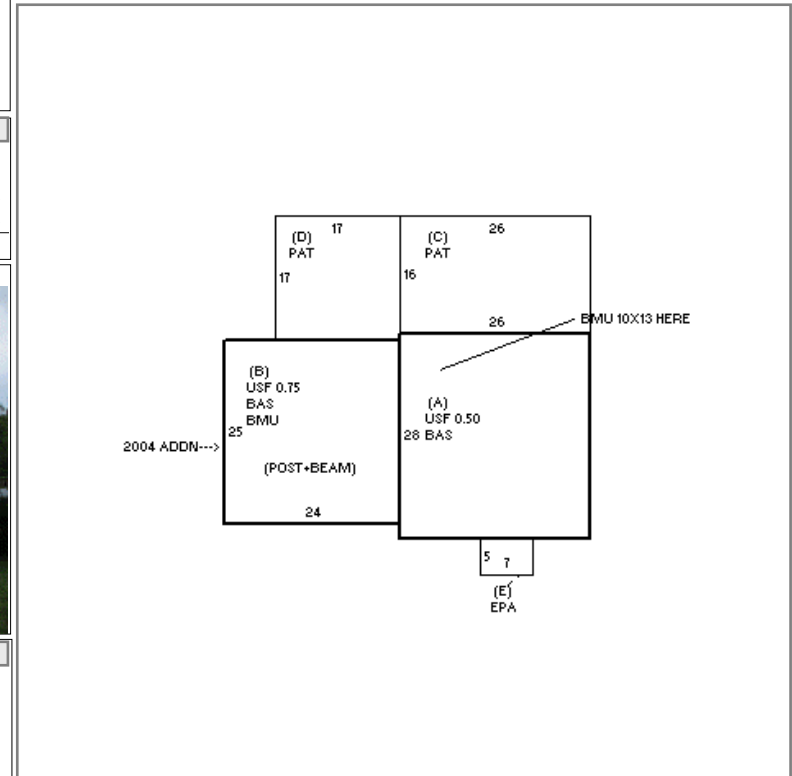 17
(D)
PAT
17
26
(C)
PAT
16
26
BMU 10X13 HERE
(B)
USF 0.75
BAS
BMU
25
2004 ADDN--->
(POST+BEAM)
24
(A)
USF 0.50
28 BAS
5
7
(E)
EPA